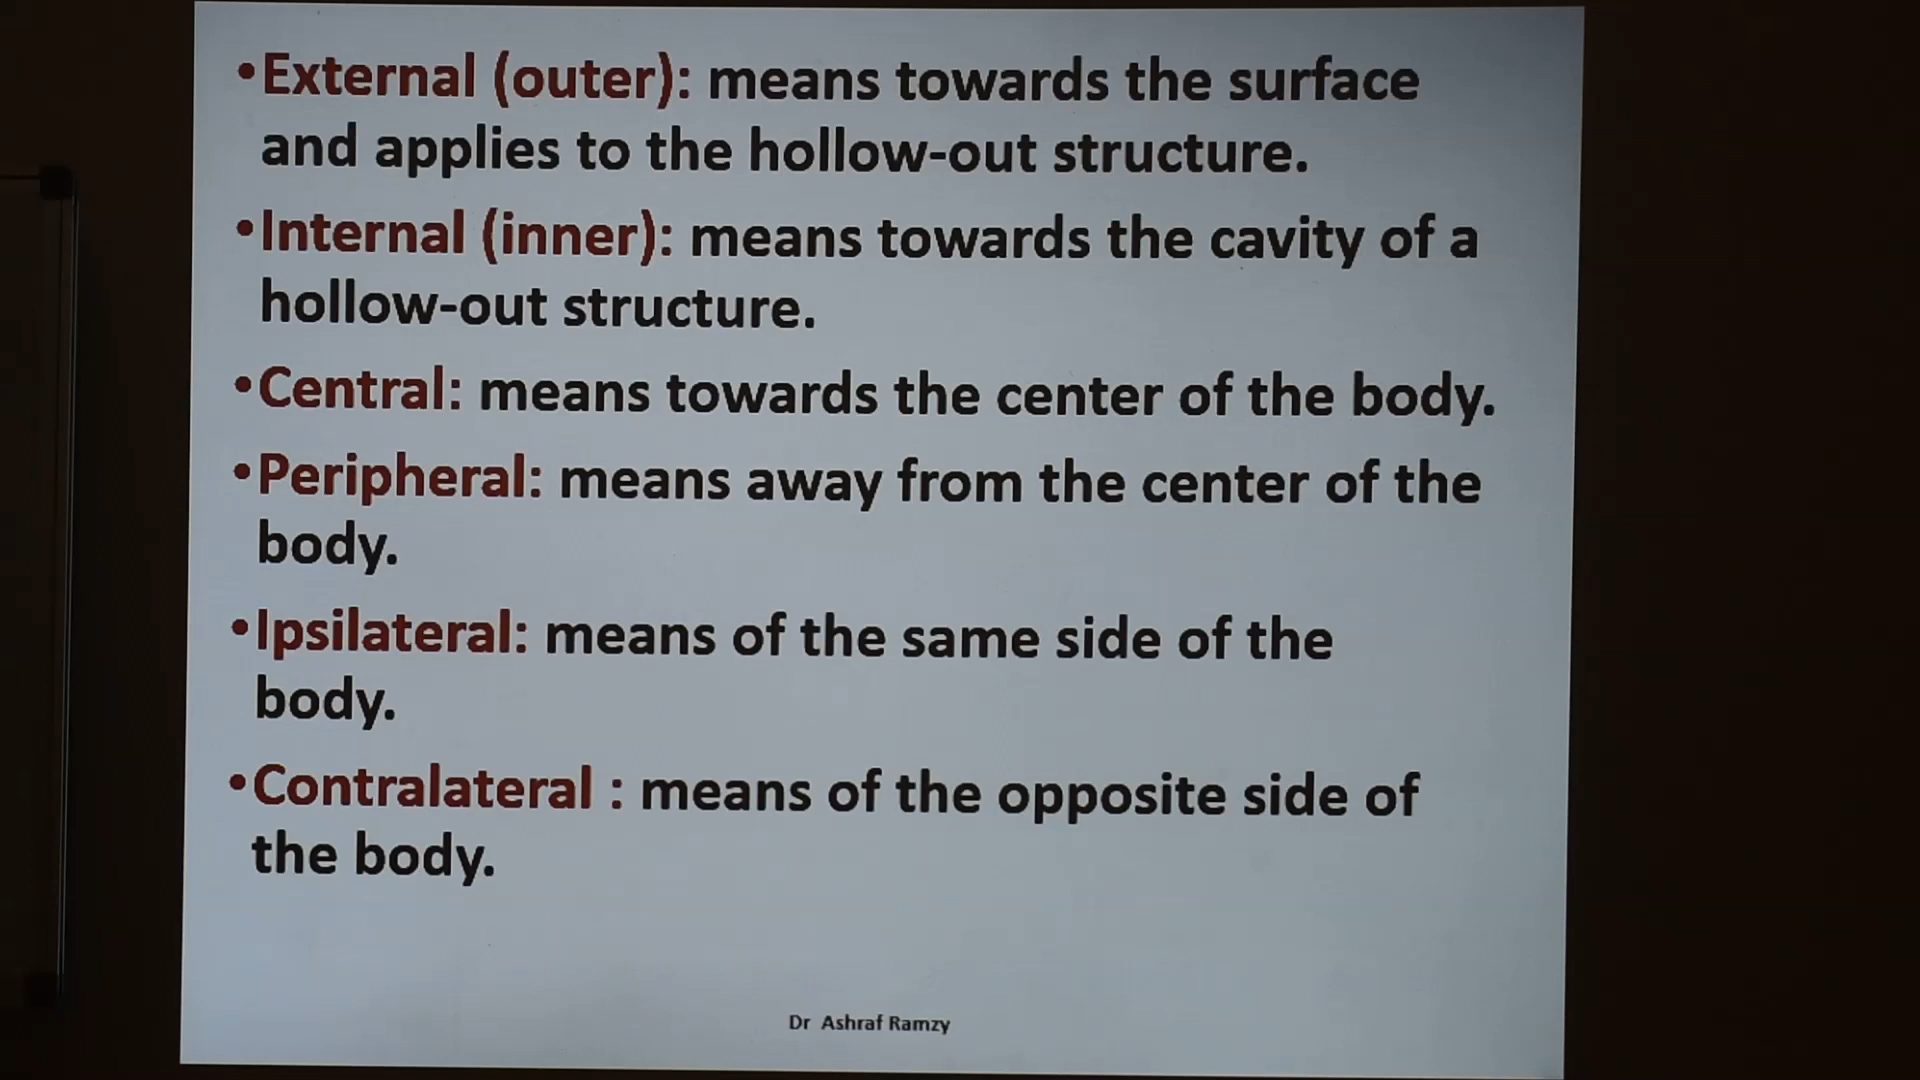 •External (outer): means towards the surface
and applies to the hollow-out structure.
•Internal (inner): means towards the cavity of a
hollow-out structure.
•Central: means towards the center of the body.
•Peripheral: means away from the center of the
body.
•Ipsilateral: means of the same side of the
body.
•Contralateral : means of the opposite side of
the body.
Dr Ashraf Ramzy